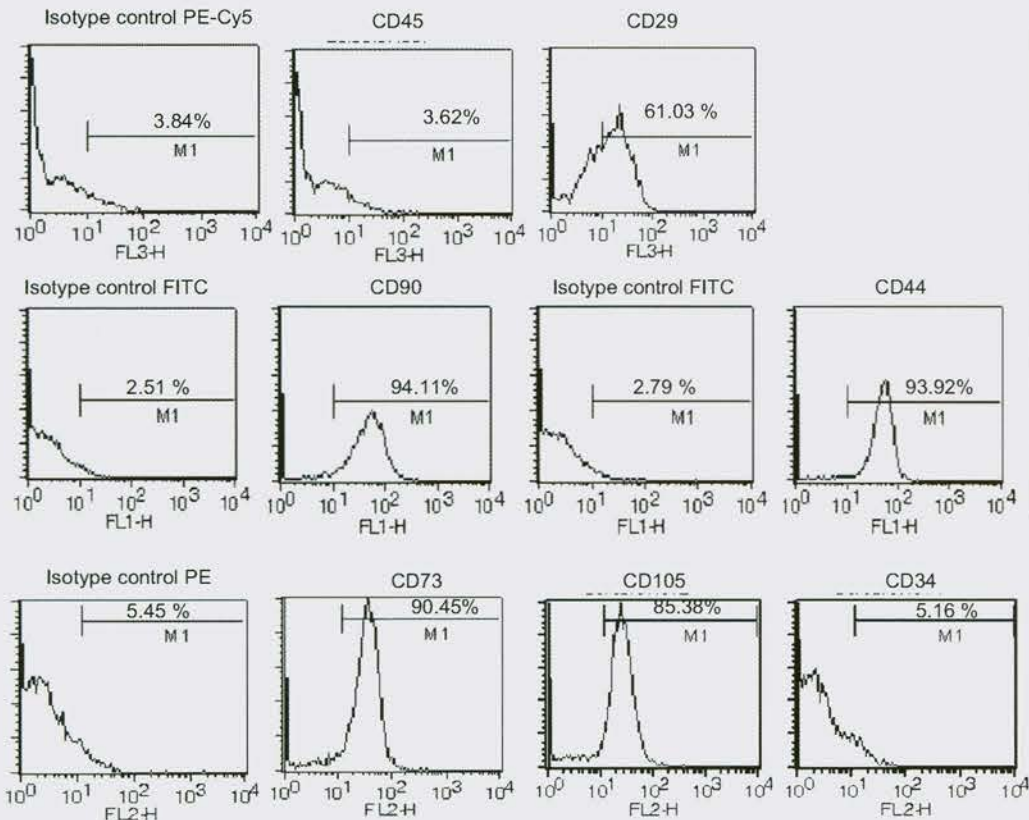 Isotype control PE-Cy5 CD45 CD29
3.84% 3.62% 61.03 %
M1 M1 M1
10^0 10^1 10^2 10^3 10^4 10^0 10^1 10^2 10^3 10^4 10^0 10^1 10^2 10^3 10^4
FL3-H FL3-H FL3-H
Isotype control FITC CD90 Isotype control FITC CD44
2.51 % 94.11% 2.79 % 93.92%
M1 M1 M1 M1
10^0 10^1 10^2 10^3 10^4 10^0 10^1 10^2 10^3 10^4 10^0 10^1 10^2 10^3 10^4 10^0 10^1 10^2 10^3 10^4
FL1-H FL1-H FL1-H FL1-H
Isotype control PE CD73 CD105 CD34
5.45 % 90.45% 85.38% 5.16 %
M1 M1 M1 M1
10^0 10^1 10^2 10^3 10^4 10^0 10^1 10^2 10^3 10^4 10^0 10^1 10^2 10^3 10^4 10^0 10^1 10^2 10^3 10^4
FL2-H FL2-H FL2-H FL2-H